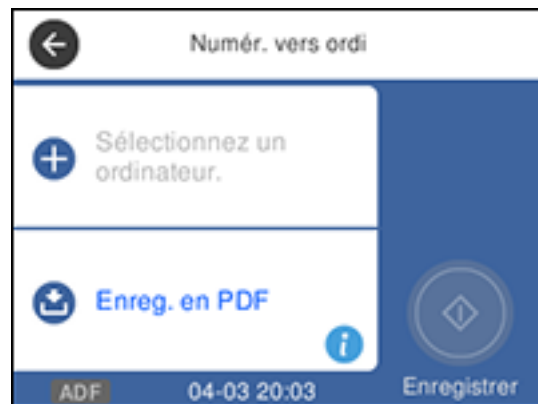 Numér. vers ordi
Sélectionnez un
ordinateur.
Enreg. en PDF
i
ADF 04-03 20:03 Enregistrer